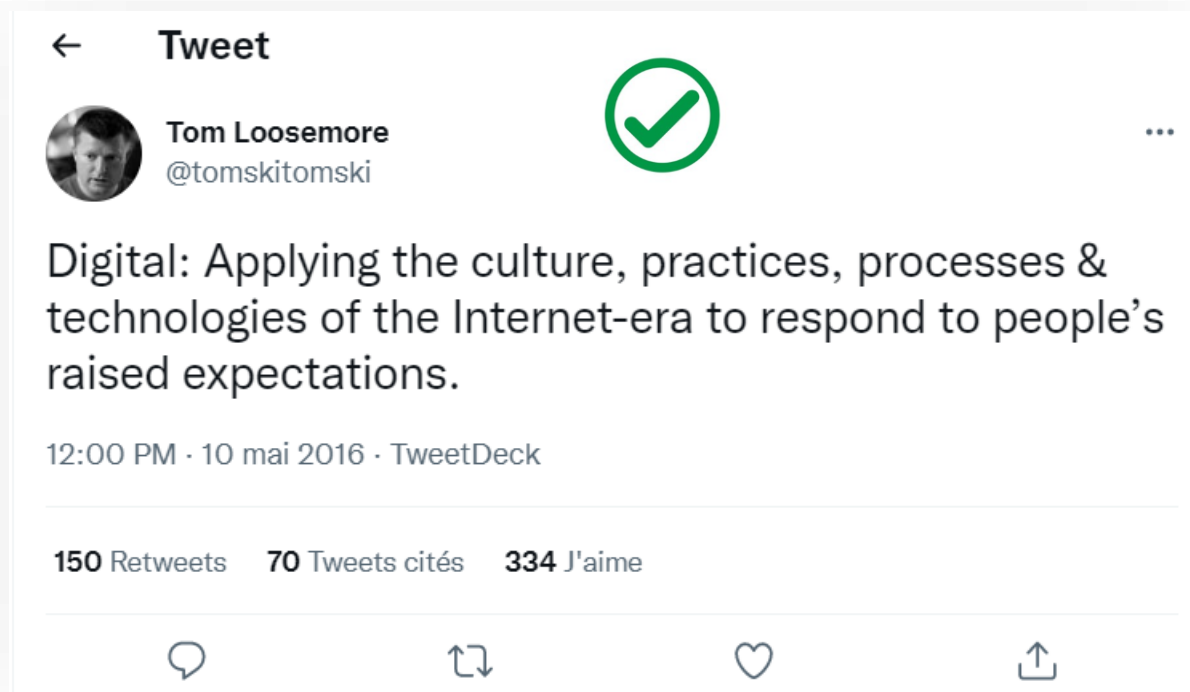 Tweet
Tom Loosemore
@tomskitomski
Digital: Applying the culture, practices, processes &
technologies of the Internet-era to respond to people’s
raised expectations.
12:00 PM · 10 mai 2016 · TweetDeck
150 Retweets 70 Tweets cités 334 J'aime